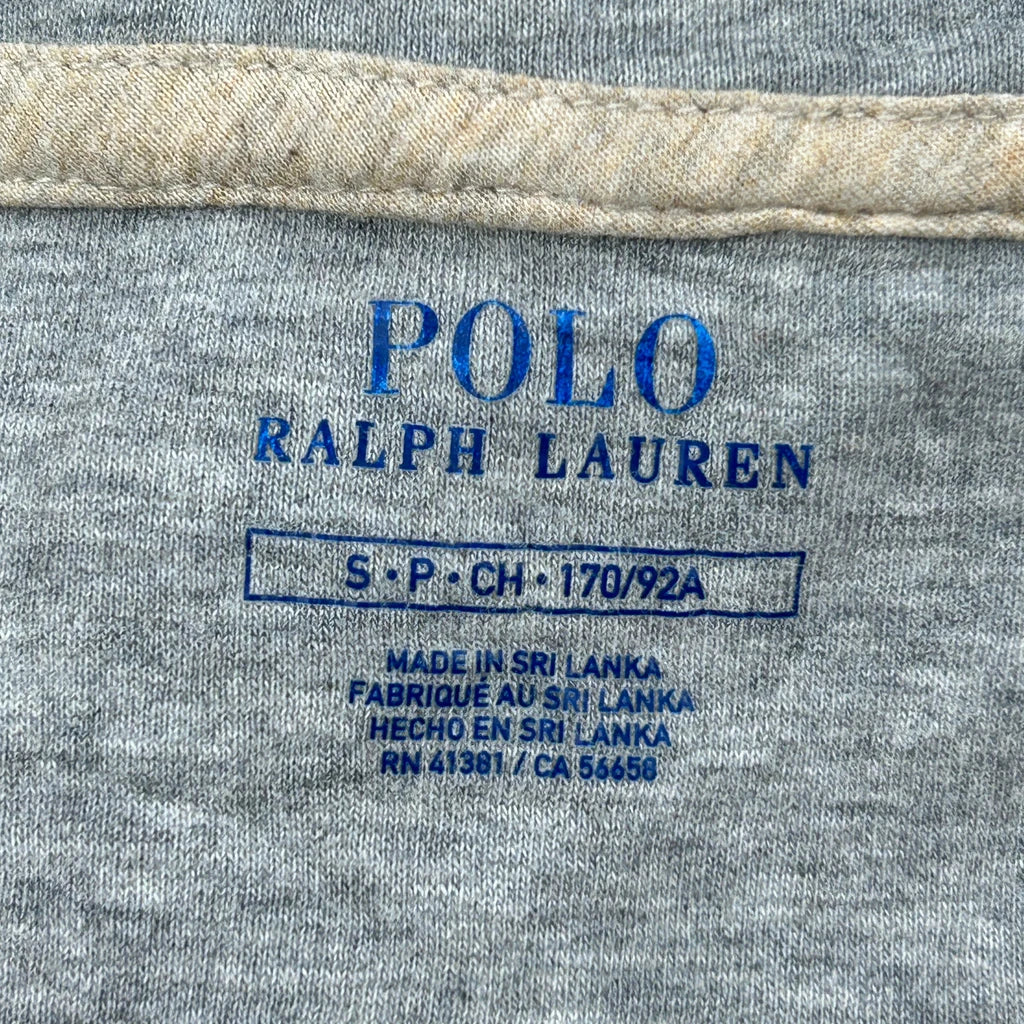 POLO
RALPH LAUREN
S • P • CH • 170/92A
MADE IN SRI LANKA
FABRIQUÉ AU SRI LANKA
HECHO EN SRI LANKA
RN 41381 / CA 56658